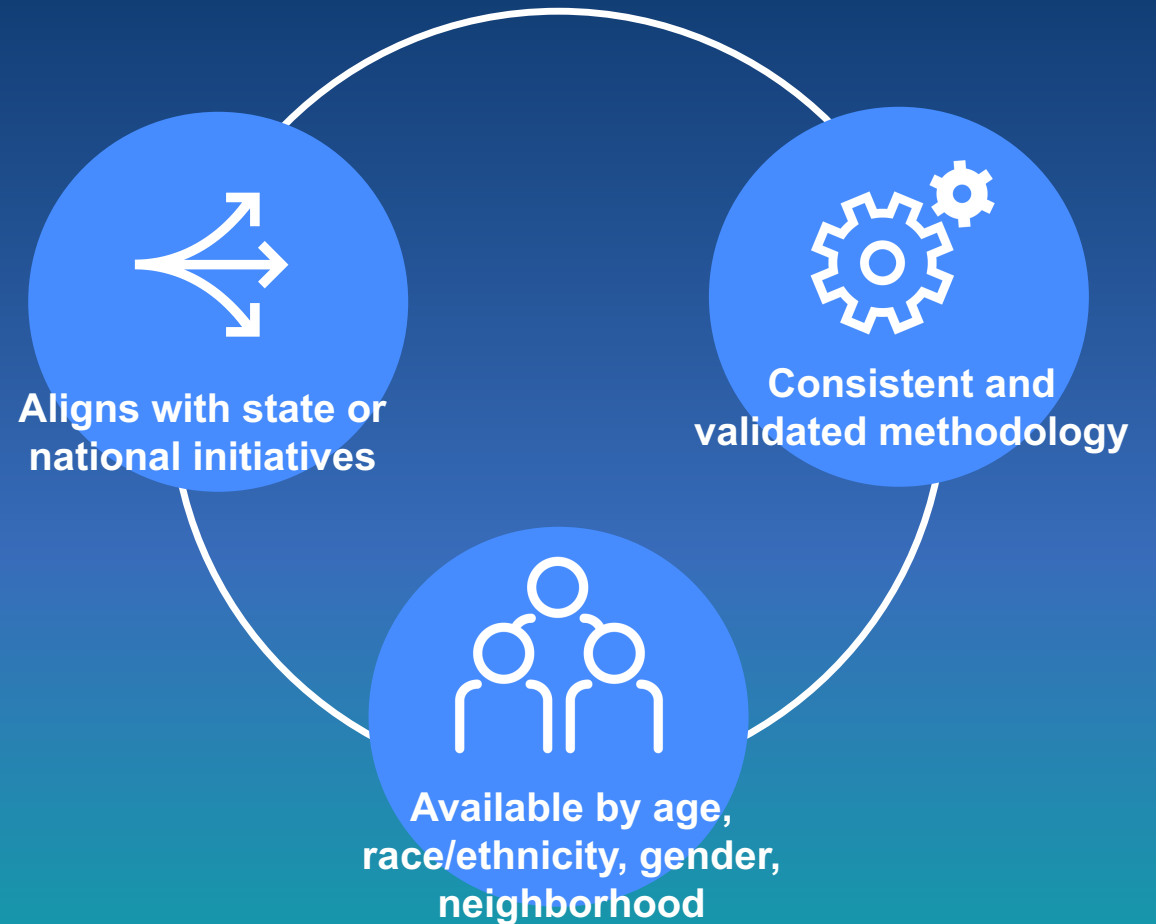 Aligns with state or
national initiatives
Consistent and
validated methodology
Available by age,
race/ethnicity, gender,
neighborhood